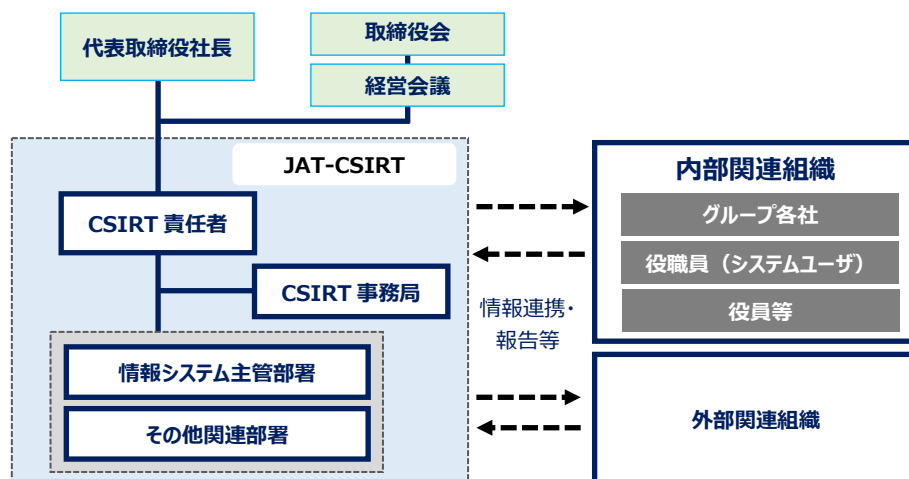 代表取締役社長
取締役会
経営会議
JAT-CSIRT
CSIRT 責任者
CSIRT 事務局
情報システム主管部署
その他関連部署
情報連携・
報告等
内部関連組織
グループ各社
役職員（システムユーザ）
役員等
外部関連組織